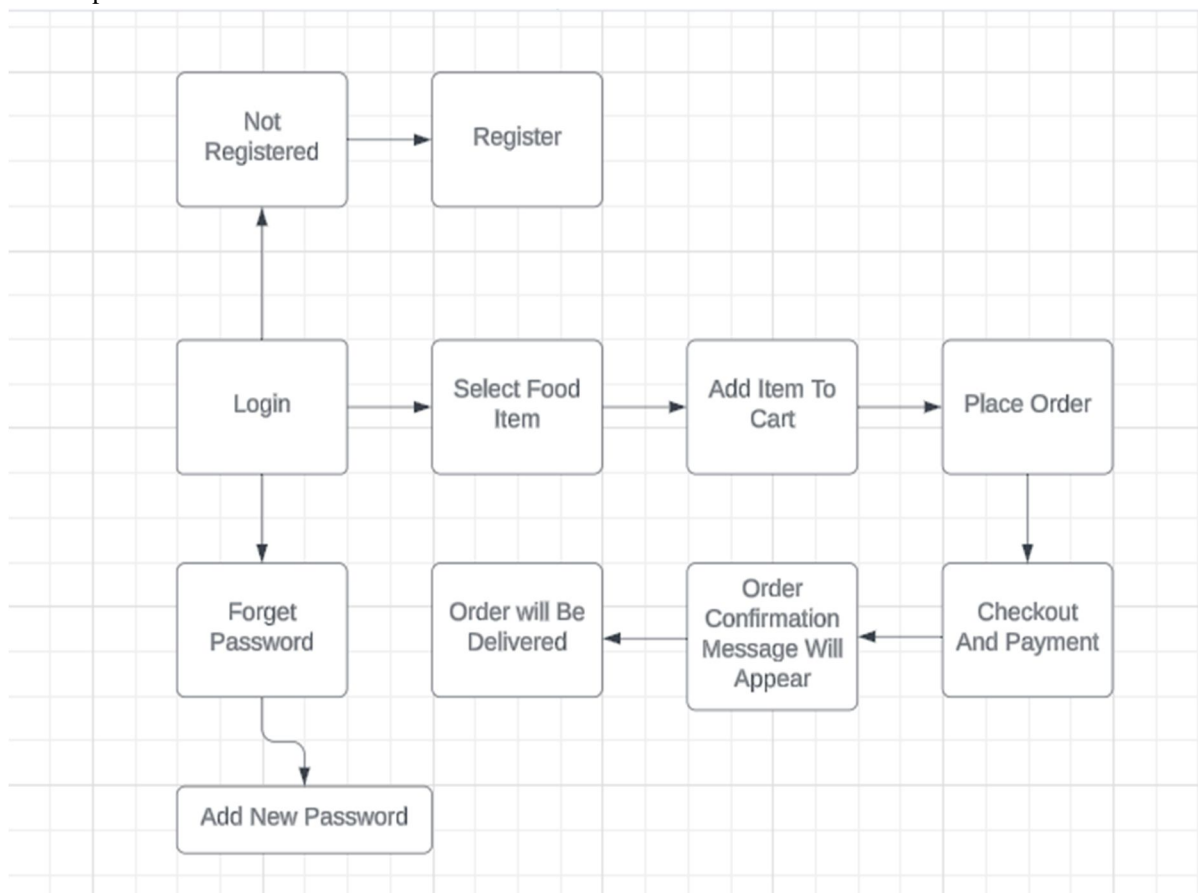 Not
Registered
Register
Login
Select Food
Item
Add Item To
Cart
Place Order
Forget
Password
Order will Be
Delivered
Order
Confirmation
Message Will
Appear
Checkout
And Payment
Add New Password